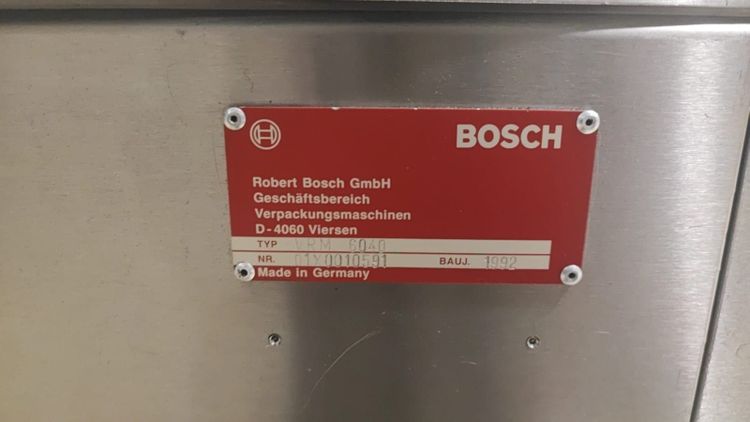 BOSCH
Robert Bosch GmbH
Geschäftsbereich
Verpackungsmaschinen
D-4060 Viersen
TYP VRM 6040
NR. 01X0010591 BAUJ. 1992
Made in Germany